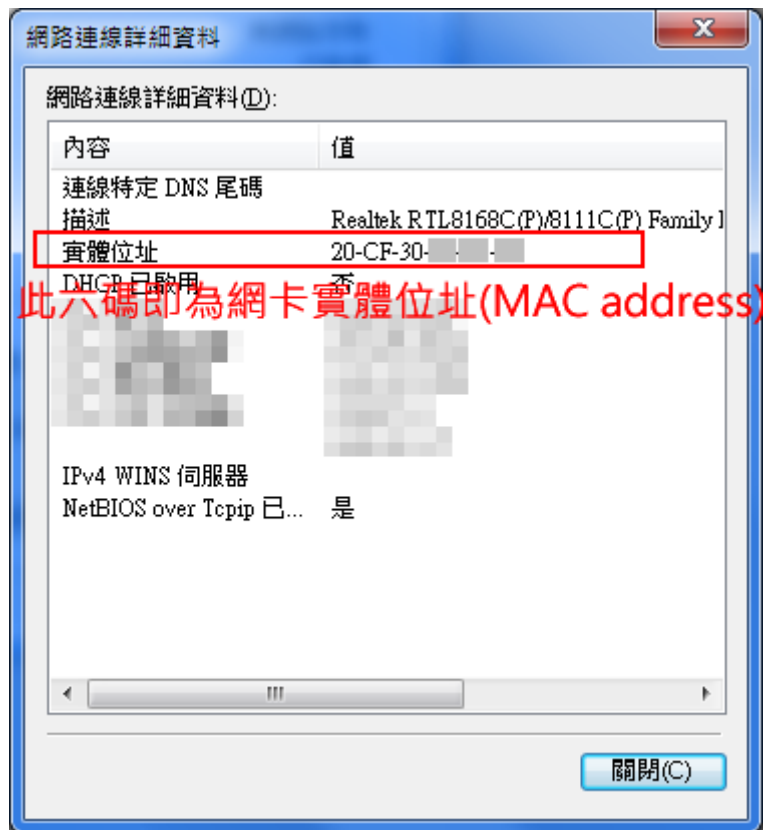 網路連線詳細資料
網路連線詳細資料(D):
內容 值
連線特定 DNS 尾碼
描述 Realtek RTL8168C(P)/8111C(P) Family
實體位址 20-CF-30-
DHCP 已啟用 否
此六碼即為網卡實體位址(MAC address)
IPv4 WINS 伺服器
NetBIOS over Tcpip 已... 是
關閉(C)